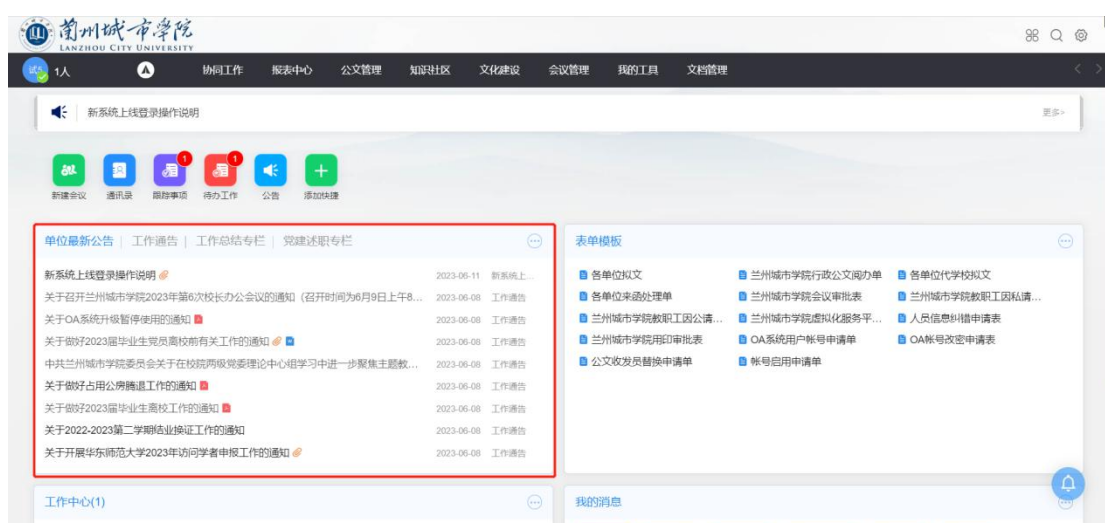 兰州城市学院
LANZHOU CITY UNIVERSITY
1人 协同工作 报表中心 公文管理 知识社区 文化建设 会议管理 我的工具 文档管理
新系统上线登录操作说明 更多>
1 1
新建会议 通讯录 跟踪事项 待办工作 公告 添加快捷
单位最新公告 | 工作通告 | 工作总结专栏 | 党建述职专栏
新系统上线登录操作说明 2023-06-11 新系统上...
关于召开兰州城市学院2023年第6次校长办公会议的通知（召开时间为6月9日上午8... 2023-06-08 工作通告
关于OA系统升级暂停使用的通知 2023-06-08 工作通告
关于做好2023届毕业生党员离校前有关工作的通知 2023-06-08 工作通告
中共兰州城市学院委员会关于在校院两级党委理论中心组学习中进一步聚焦主题教... 2023-06-08 工作通告
关于做好占用公房腾退工作的通知 2023-06-08 工作通告
关于做好2023届毕业生离校工作的通知 2023-06-08 工作通告
关于2022-2023第二学期结业换证工作的通知 2023-06-08 工作通告
关于开展华东师范大学2023年访问学者申报工作的通知 2023-06-08 工作通告
表单模板
各单位拟文 兰州城市学院行政公文阅办单 各单位代学校拟文
各单位来函处理单 兰州城市学院会议审批表 兰州城市学院教职工因私请...
兰州城市学院教职工因公请... 兰州城市学院虚拟化服务平... 人员信息纠错申请表
兰州城市学院用印审批表 OA系统用户帐号申请单 OA帐号改密申请表
公文收发员替换申请单 帐号启用申请单
工作中心(1)
我的消息